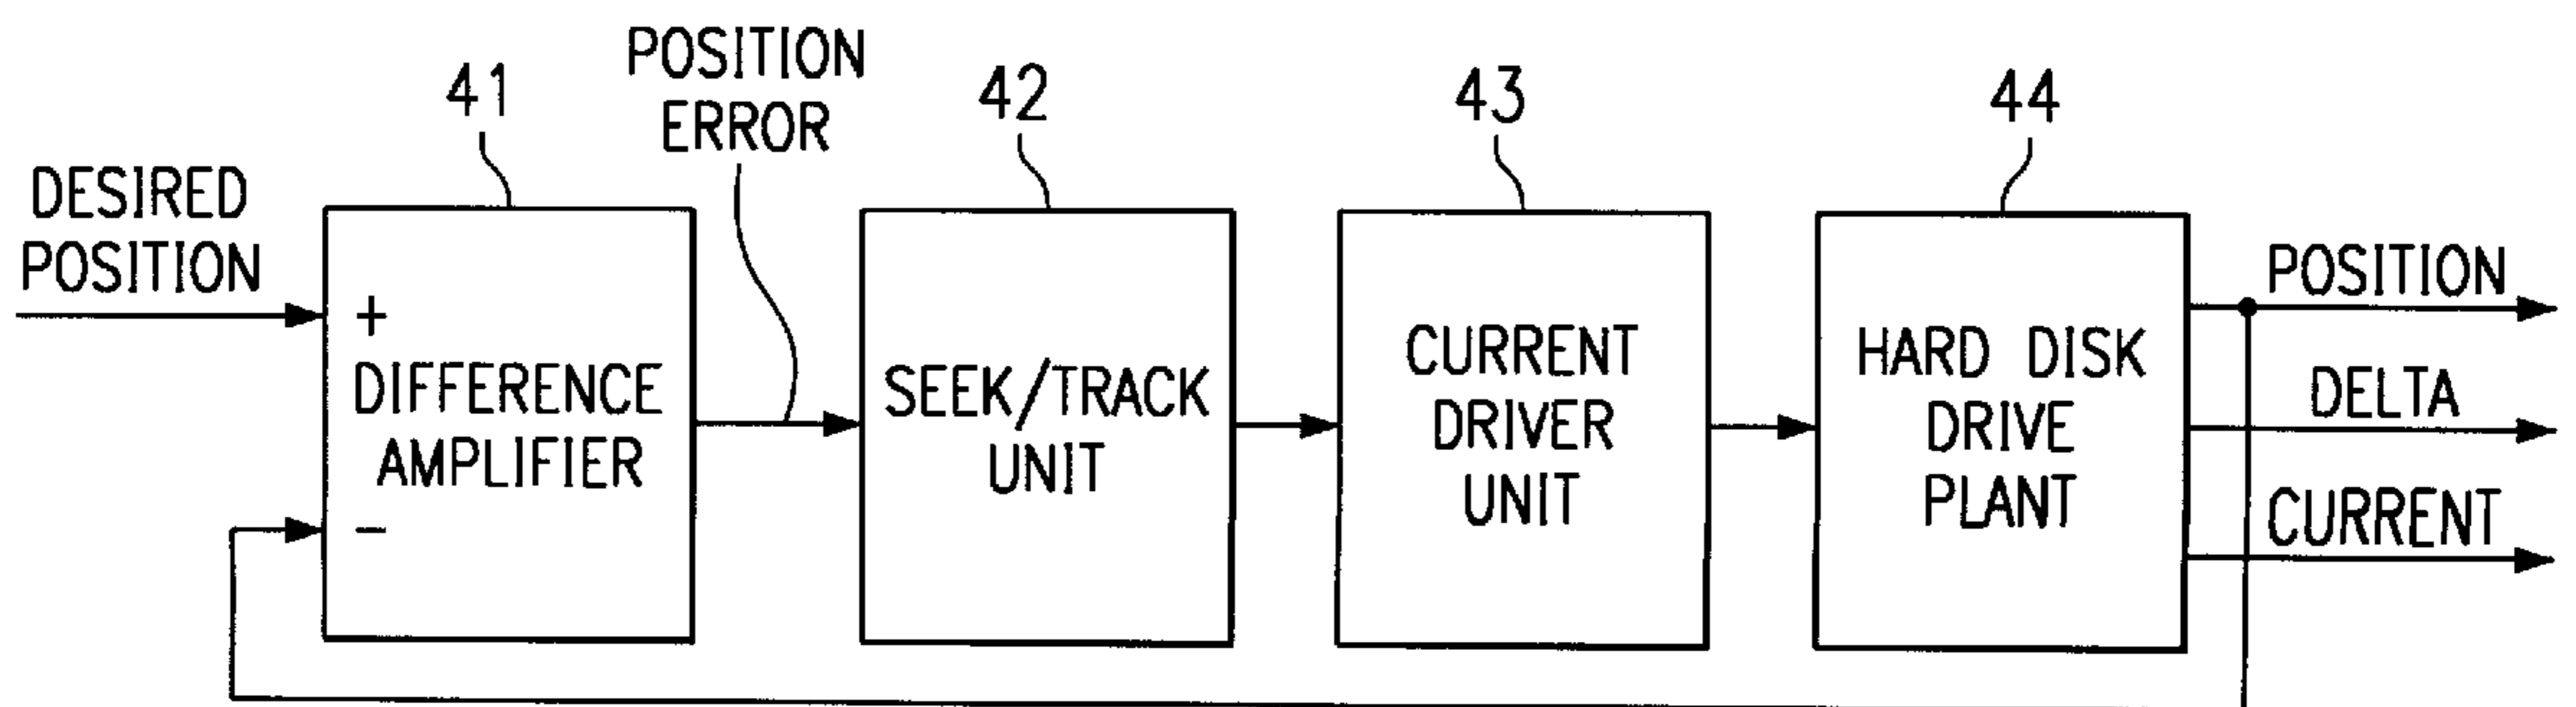 41
POSITION
ERROR
42
43
44
DESIRED
POSITION
+
DIFFERENCE
AMPLIFIER
−
SEEK/TRACK
UNIT
CURRENT
DRIVER
UNIT
HARD DISK
DRIVE
PLANT
POSITION
DELTA
CURRENT